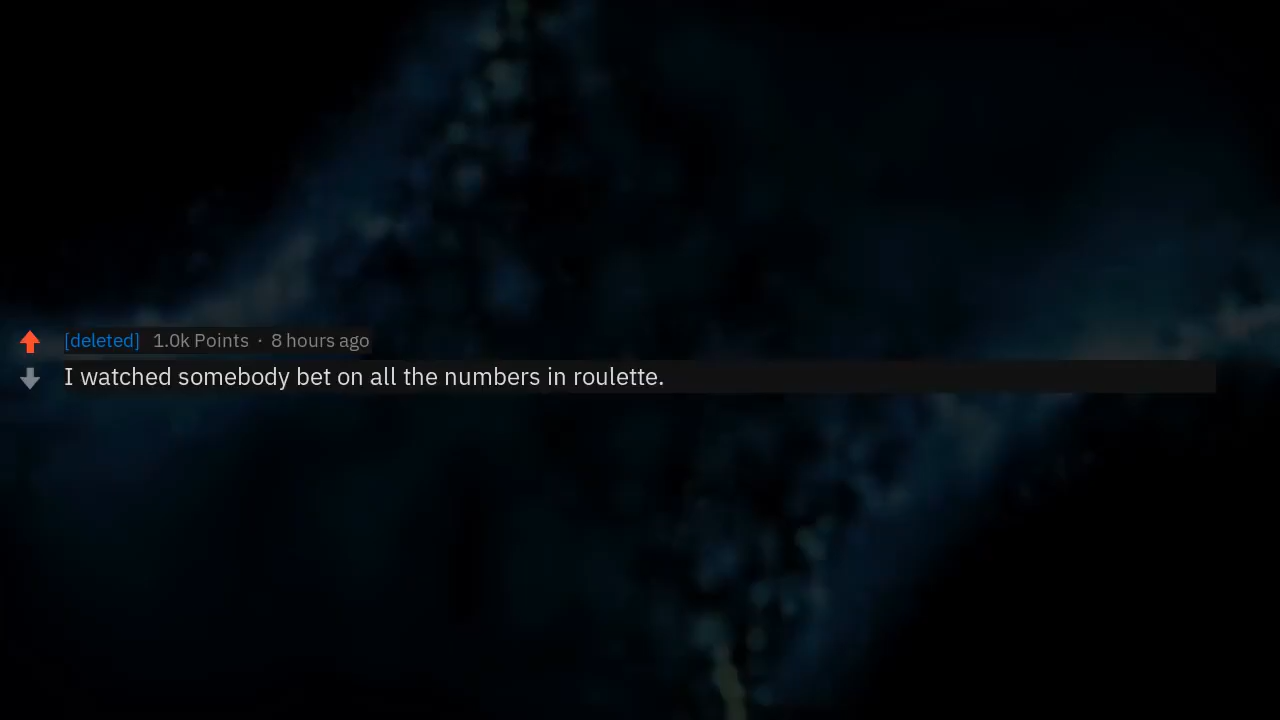 [deleted] 1.0k Points · 8 hours ago
I watched somebody bet on all the numbers in roulette.